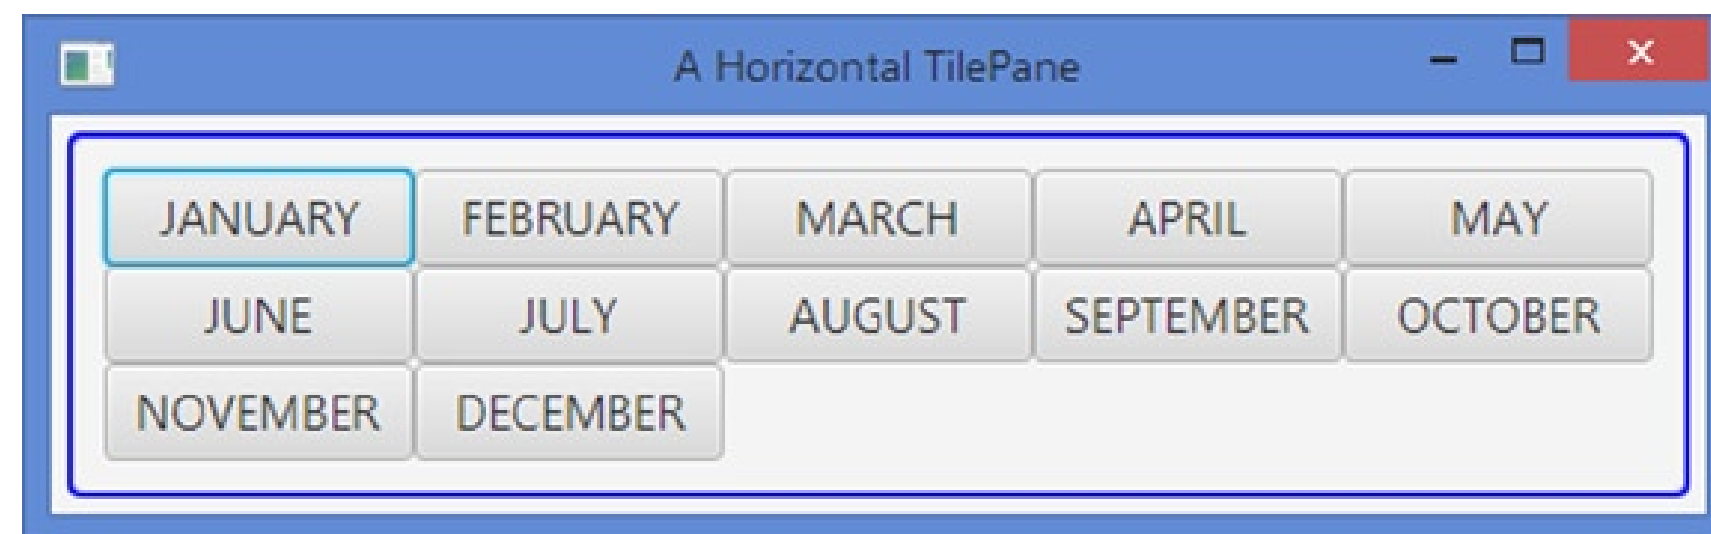 A Horizontal TilePane
JANUARY FEBRUARY MARCH APRIL MAY
JUNE JULY AUGUST SEPTEMBER OCTOBER
NOVEMBER DECEMBER